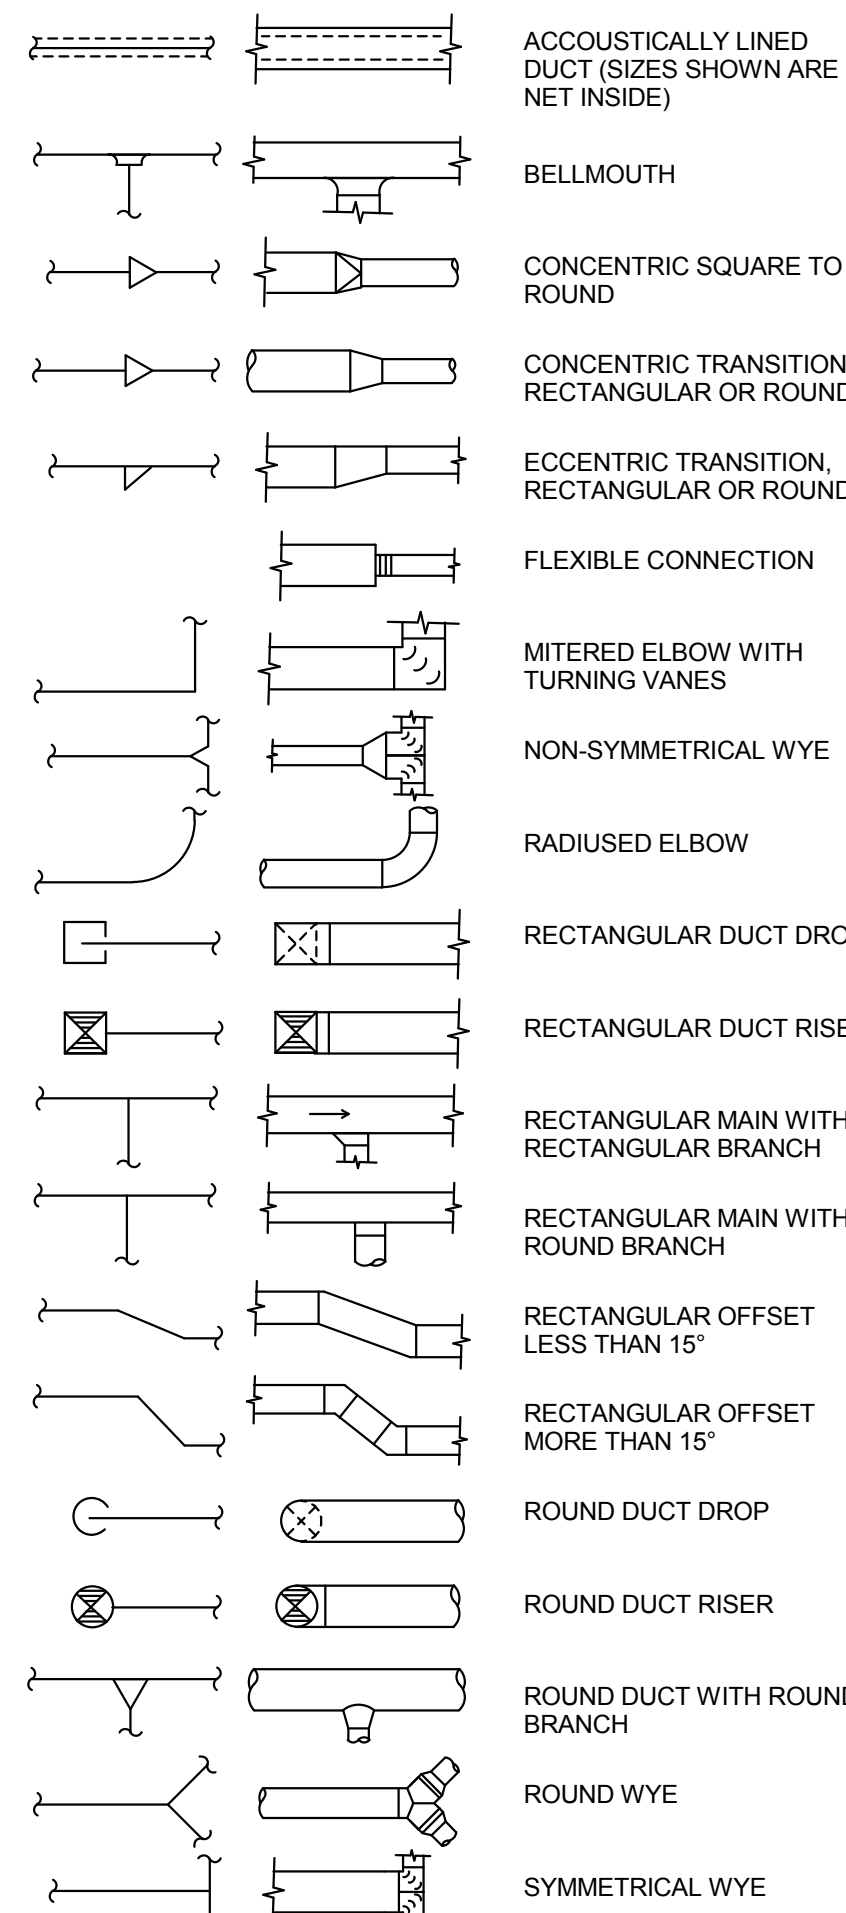 ACCOUSTICALLY LINED
DUCT (SIZES SHOWN ARE
NET INSIDE)
BELLMOUTH
CONCENTRIC SQUARE TO
ROUND
CONCENTRIC TRANSITION
RECTANGULAR OR ROUND
ECCENTRIC TRANSITION,
RECTANGULAR OR ROUND
FLEXIBLE CONNECTION
MITERED ELBOW WITH
TURNING VANES
NON-SYMMETRICAL WYE
RADIUSED ELBOW
RECTANGULAR DUCT DRO
RECTANGULAR DUCT RISE
RECTANGULAR MAIN WITH
RECTANGULAR BRANCH
RECTANGULAR MAIN WITH
ROUND BRANCH
RECTANGULAR OFFSET
LESS THAN 15°
RECTANGULAR OFFSET
MORE THAN 15°
ROUND DUCT DROP
ROUND DUCT RISER
ROUND DUCT WITH ROUND
BRANCH
ROUND WYE
SYMMETRICAL WYE